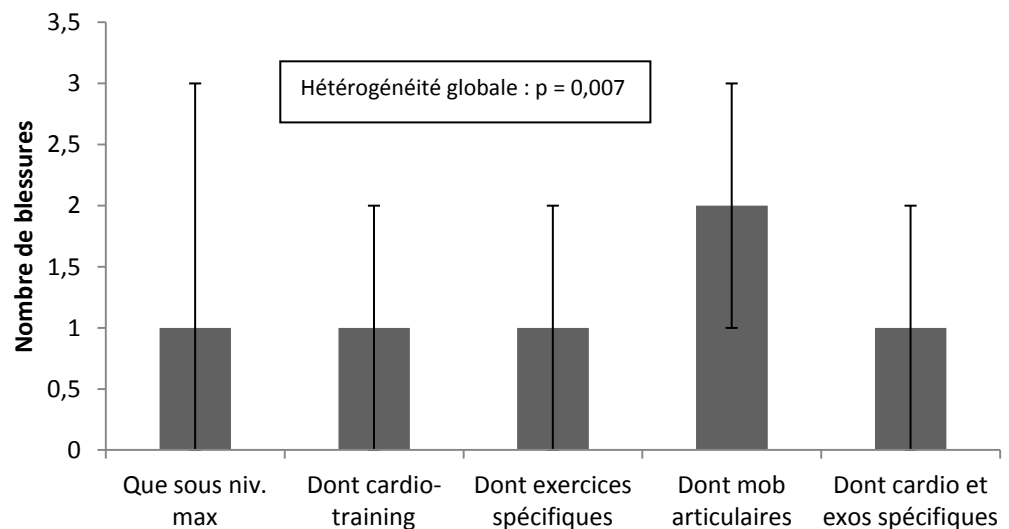 3,5
3
2,5
2
1,5
1
0,5
0
Nombre de blessures
Hétérogénéité globale : p = 0,007
Que sous niv.
max
Dont cardio-
training
Dont exercices
spécifiques
Dont mob
articulaires
Dont cardio et
exos spécifiques